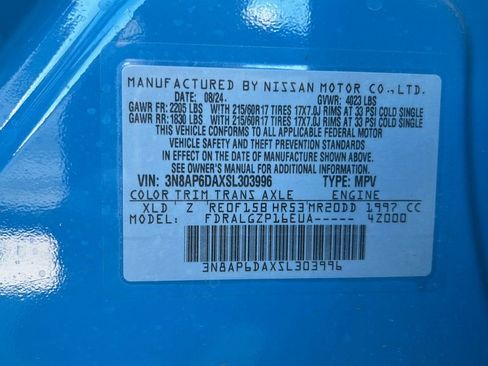 MANUFACTURED BY NISSAN MOTOR CO.,LTD.
DATE: 08/24. GVWR: 4023 LBS
GAWR FR: 2205 LBS WITH 215/60R17 TIRES 17X7.0J RIMS AT 33 PSI COLD SINGLE
GAWR RR: 1830 LBS WITH 215/60R17 TIRES 17X7.0J RIMS AT 33 PSI COLD SINGLE
THIS VEHICLE CONFORMS TO ALL APPLICABLE FEDERAL MOTOR
VEHICLE SAFETY, BUMPER, AND THEFT PREVENTION STANDARDS
IN EFFECT ON THE DATE OF MANUFACTURE SHOWN ABOVE.
SEE OWNER'S MANUAL FOR ADDITIONAL INFORMATION.
VIN: 3N8AP6DAXSL303996 TYPE: MPV
COLOR TRIM TRANS AXLE ENGINE
XLD Z RE0F15B HR53 MR20DD 1997 CC
MODEL: FDRALGZP16EUA----- 4Z000
3N8AP6DAXSL303996